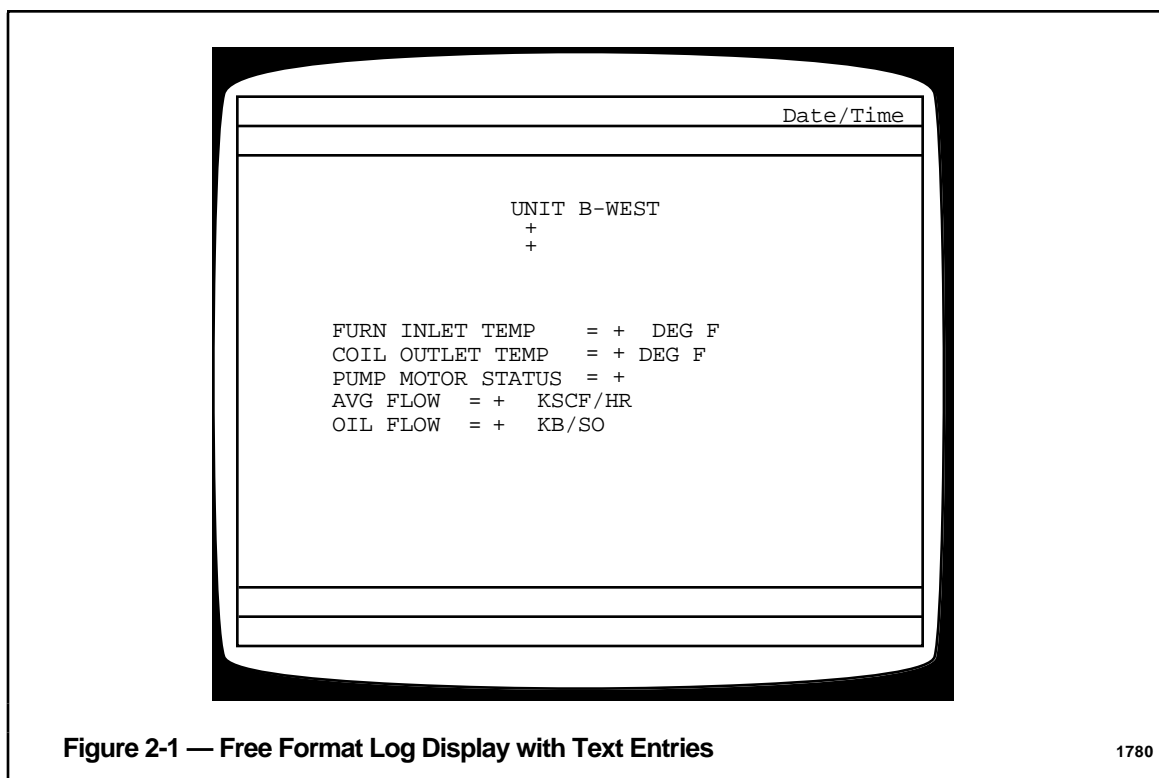 Date/Time
UNIT B-WEST
+
+
FURN INLET TEMP = + DEG F
COIL OUTLET TEMP = + DEG F
PUMP MOTOR STATUS = +
AVG FLOW = + KSCF/HR
OIL FLOW = + KB/SO
Figure 2-1 — Free Format Log Display with Text Entries
1780